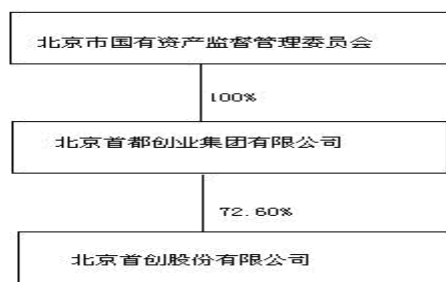 北京市国有资产监督管理委员会
100%
北京首都创业集团有限公司
72.60%
北京首创股份有限公司